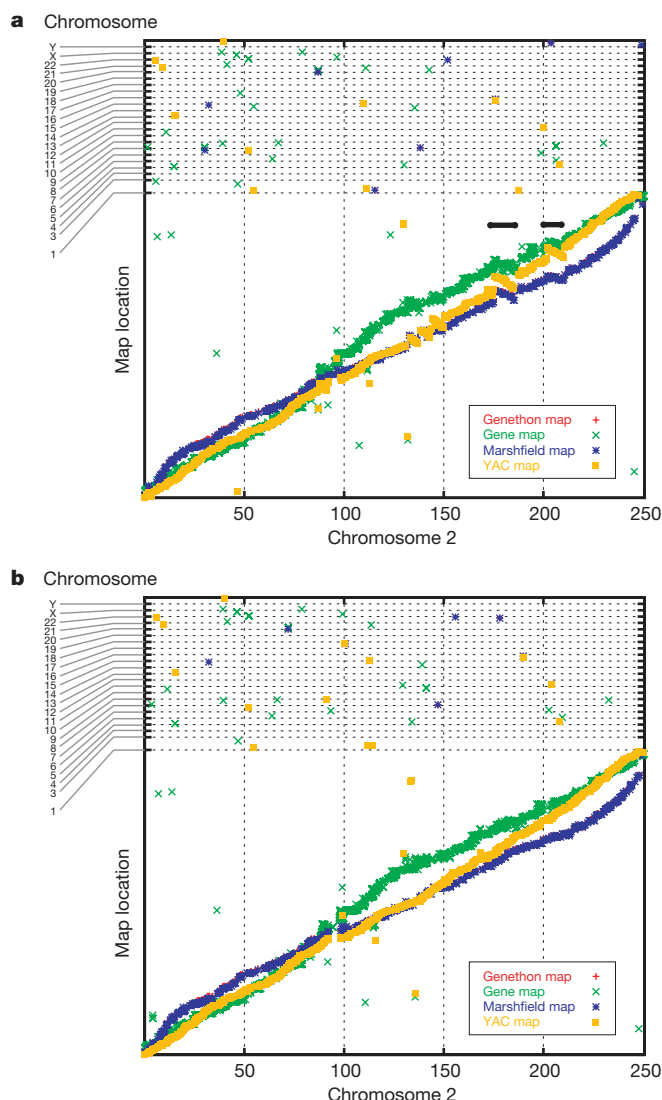 a Chromosome
Y
X
22
21
20
19
18
17
16
15
14
13
12
11
10
9
8
7
6
5
4
3
1
Map location
Genethon map
Gene map
Marshfield map
YAC map
50 100 150 200 250
Chromosome 2
b Chromosome
Y
X
22
21
20
19
18
17
16
15
14
13
12
11
10
9
8
7
6
5
4
3
1
Map location
Genethon map
Gene map
Marshfield map
YAC map
50 100 150 200 250
Chromosome 2